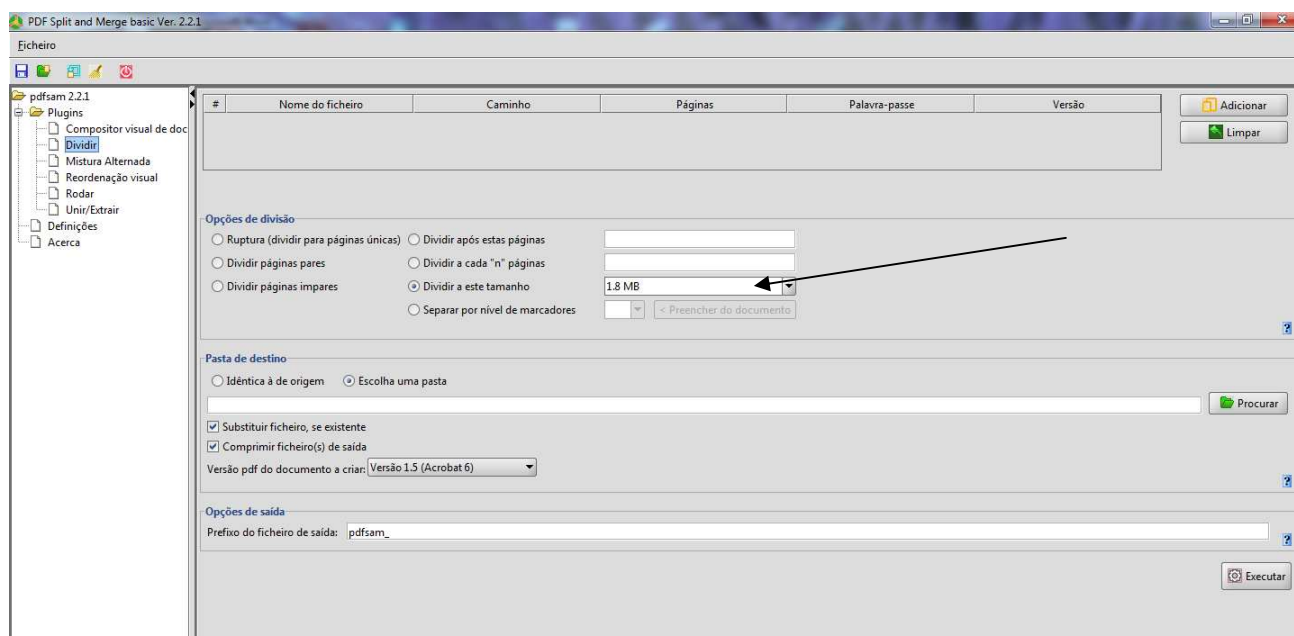 PDF Split and Merge basic Ver. 2.2.1
Ficheiro
pdfsam 2.2.1
Plugins
Compositor visual de doc
Dividir
Mistura Alternada
Reordenação visual
Rodar
Unir/Extrair
Definições
Acerca
# Nome do ficheiro Caminho Páginas Palavra-passe Versão
Adicionar
Limpar
Opções de divisão
Ruptura (dividir para páginas únicas) Dividir após estas páginas
Dividir páginas pares Dividir a cada "n" páginas
Dividir páginas impares Dividir a este tamanho 1.8 MB
Separar por nível de marcadores < Preencher do documento
?
Pasta de destino
Idêntica à de origem Escolha uma pasta
Procurar
Substituir ficheiro, se existente
Comprimir ficheiro(s) de saída
Versão pdf do documento a criar: Versão 1.5 (Acrobat 6)
?
Opções de saída
Prefixo do ficheiro de saída: pdfsam_
?
Executar